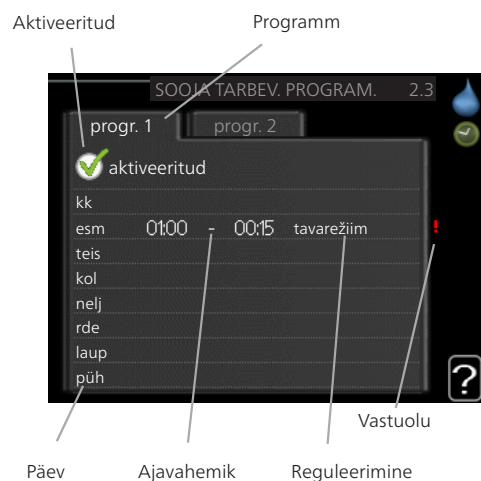 Aktiveeritud Programm
SOOJA TARBEV. PROGRAM. 2.3
progr. 1 progr. 2
aktiveeritud
kk
esm 01:00 - 00:15 tavarežiim !
teis
kol
nelj
rde
laup
püh
?
Vastuolu
Päev Ajavahemik Reguleerimine